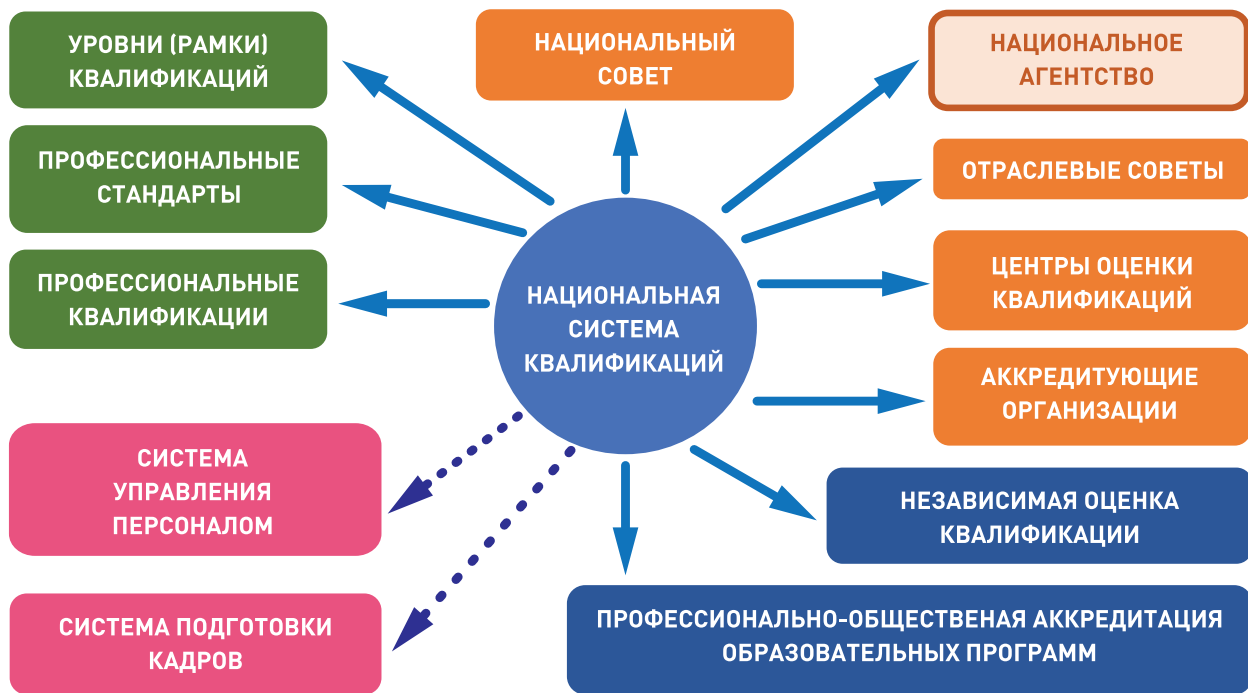 УРОВНИ (РАМКИ)
КВАЛИФИКАЦИЙ
НАЦИОНАЛЬНЫЙ
СОВЕТ
НАЦИОНАЛЬНОЕ
АГЕНТСТВО
ПРОФЕССИОНАЛЬНЫЕ
СТАНДАРТЫ
ОТРАСЛЕВЫЕ СОВЕТЫ
ПРОФЕССИОНАЛЬНЫЕ
КВАЛИФИКАЦИИ
НАЦИОНАЛЬНАЯ
СИСТЕМА
КВАЛИФИКАЦИЙ
ЦЕНТРЫ ОЦЕНКИ
КВАЛИФИКАЦИЙ
АККРЕДИТУЮЩИЕ
ОРГАНИЗАЦИИ
СИСТЕМА
УПРАВЛЕНИЯ
ПЕРСОНАЛОМ
НЕЗАВИСИМАЯ ОЦЕНКА
КВАЛИФИКАЦИИ
СИСТЕМА ПОДГОТОВКИ
КАДРОВ
ПРОФЕССИОНАЛЬНО-ОБЩЕСТВЕНАЯ АККРЕДИТАЦИЯ
ОБРАЗОВАТЕЛЬНЫХ ПРОГРАММ